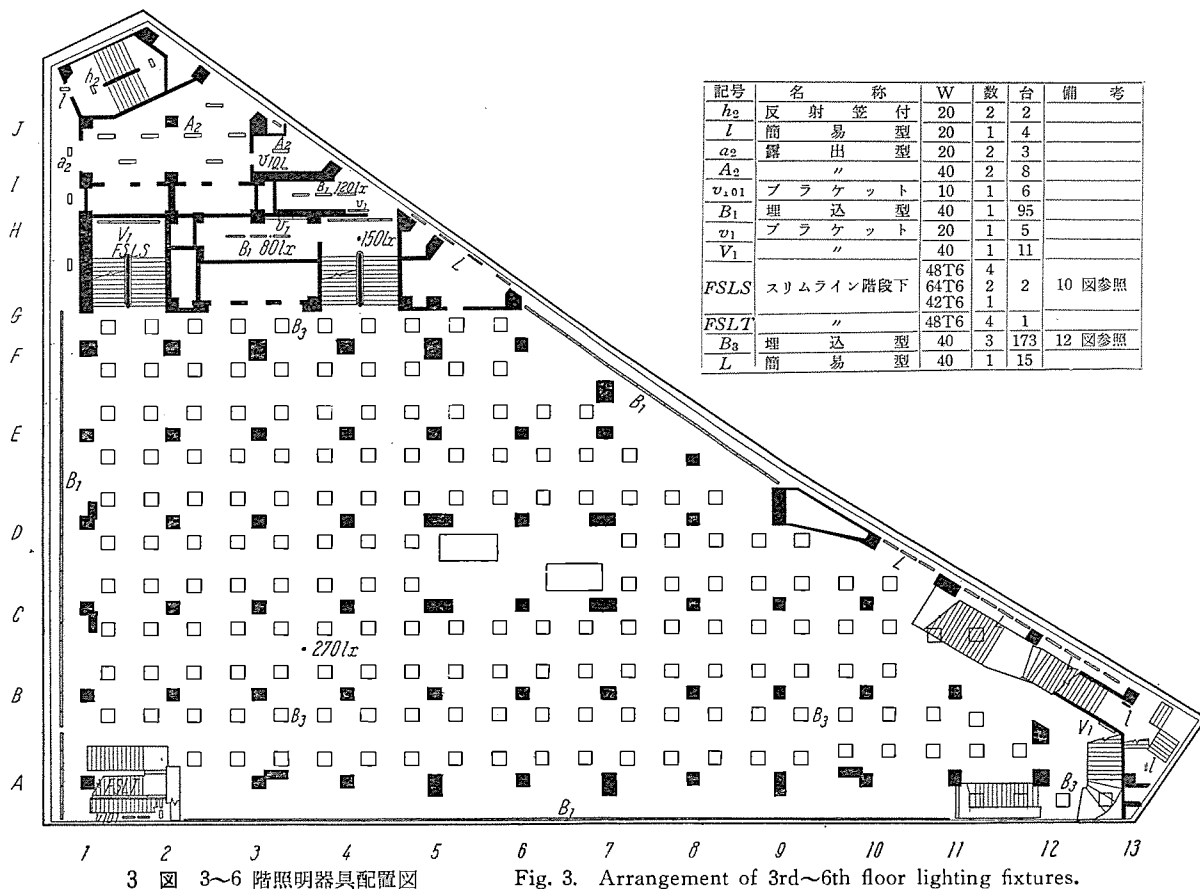 記号 名称 W 数 台 備考
h₂ 反射笠付 20 2 2
l 簡易型 20 1 4
a₂ 露出型 20 2 3
A₂ 〃 40 2 8
v₁₀₁ ブラケット 10 1 6
B₁ 埋込型 40 1 95
v₁ ブラケット 20 1 5
V₁ 〃 40 1 11
FSLS スリムライン階段下 48T6 4 2 10 図参照
64T6 2
42T6 1
FSLT 〃 48T6 4 1
B₃ 埋込型 40 3 173 12 図参照
L 簡易型 40 1 15
h₂
l
J
A₂
A₂
a₂
v101
I
B₁ 120lx
v₁
H
V₁
FSLS
v₁
B₁ 80lx
150lx
L
G
B₃
F
B₁
E
B₁
D
L
C
270lx
B
B₃
B₃
V₁
l
l
A
FSLT
v101
B₃
B₁
1 2 3 4 5 6 7 8 9 10 11 12 13
3 図 3~6 階照明器具配置図
Fig. 3. Arrangement of 3rd~6th floor lighting fixtures.